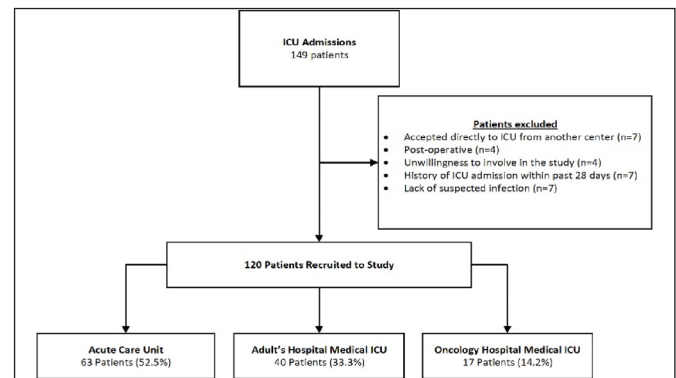 ICU Admissions
149 patients
Patients excluded
• Accepted directly to ICU from another center (n=7)
• Post-operative (n=4)
• Unwillingness to involve in the study (n=4)
• History of ICU admission within past 28 days (n=7)
• Lack of suspected infection (n=7)
120 Patients Recruited to Study
Acute Care Unit
63 Patients (52.5%)
Adult's Hospital Medical ICU
40 Patients (33.3%)
Oncology Hospital Medical ICU
17 Patients (14.2%)